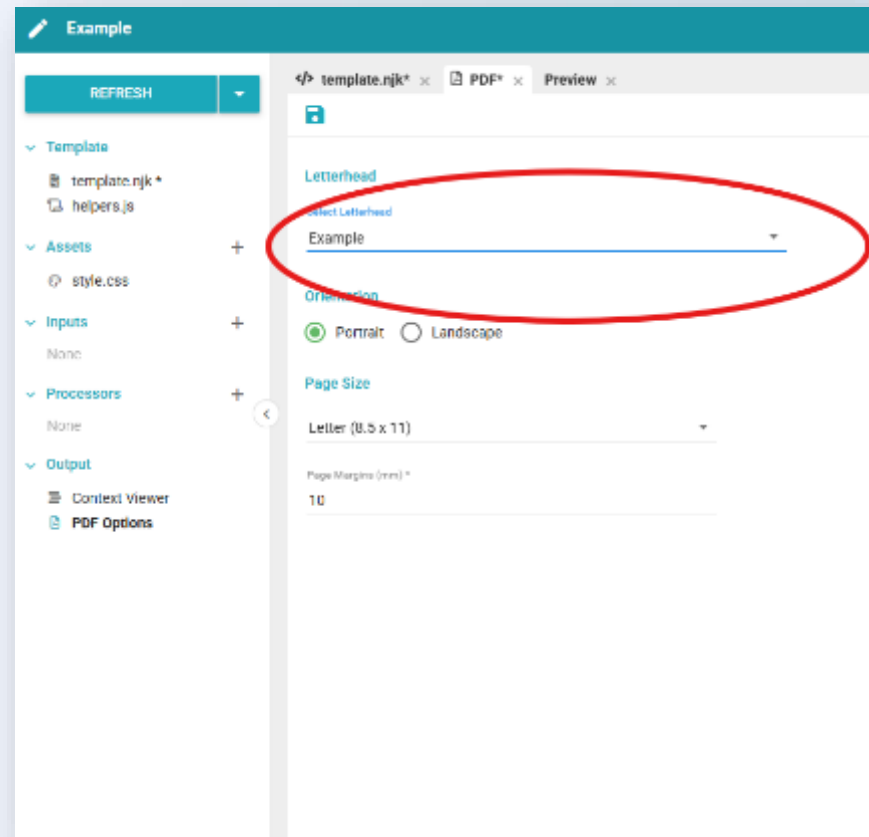 Example
REFRESH
Template
template.njk *
helpers.js
Assets
style.css
Inputs
None
Processors
None
Output
Context Viewer
PDF Options
</> template.njk* × PDF* × Preview ×
Letterhead
Select Letterhead
Example
Orientation
Portrait Landscape
Page Size
Letter (8.5 x 11)
Page Margins (mm) *
10